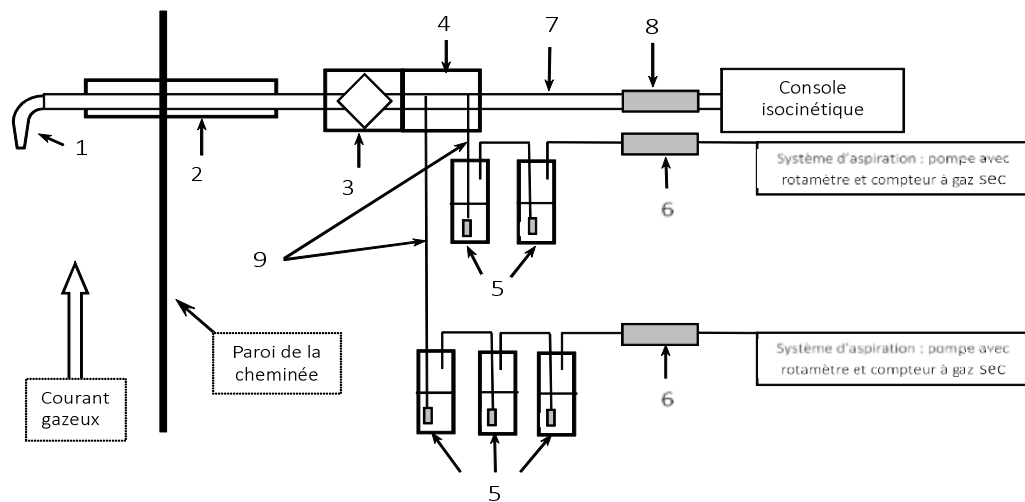 7
8
4
Console
isocinétique
1
2
3
Système d'aspiration : pompe avec
rotamètre et compteur à gaz sec
6
9
5
Paroi de la
cheminée
Système d'aspiration : pompe avec
rotamètre et compteur à gaz sec
6
Courant
gazeux
5